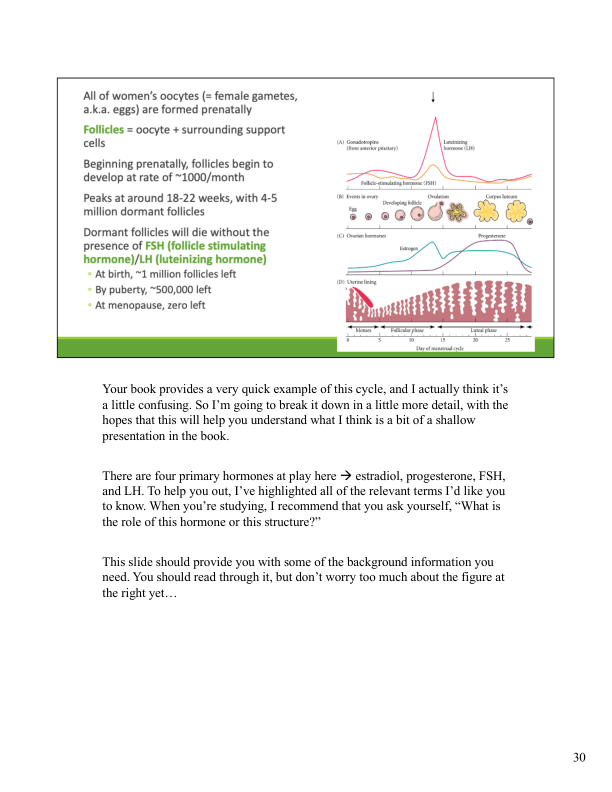 All of women's oocytes (= female gametes,
a.k.a. eggs) are formed prenatally
Follicles = oocyte + surrounding support
cells
Beginning prenatally, follicles begin to
develop at rate of ~1000/month
Peaks at around 18-22 weeks, with 4-5
million dormant follicles
Dormant follicles will die without the
presence of FSH (follicle stimulating
hormone)/LH (luteinizing hormone)
• At birth, ~1 million follicles left
• By puberty, ~500,000 left
• At menopause, zero left
(A) Gonadotropins
(from anterior pituitary)
Luteinizing
hormone (LH)
Follicle-stimulating hormone (FSH)
(B) Events in ovary
Egg
Developing follicle
Ovulation
Corpus luteum
(C) Ovarian hormones
Estrogen
Progesterone
(D) Uterine lining
Menses
Follicular phase
Luteal phase
0 5 10 15 20 25
Day of menstrual cycle
Your book provides a very quick example of this cycle, and I actually think it's
a little confusing. So I'm going to break it down in a little more detail, with the
hopes that this will help you understand what I think is a bit of a shallow
presentation in the book.
There are four primary hormones at play here → estradiol, progesterone, FSH,
and LH. To help you out, I've highlighted all of the relevant terms I'd like you
to know. When you're studying, I recommend that you ask yourself, "What is
the role of this hormone or this structure?"
This slide should provide you with some of the background information you
need. You should read through it, but don't worry too much about the figure at
the right yet…
30